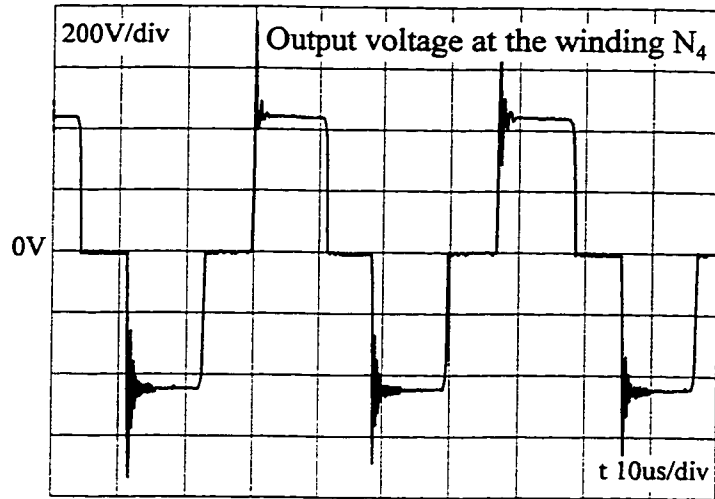 200V/div
Output voltage at the winding N₄
0V
t 10us/div